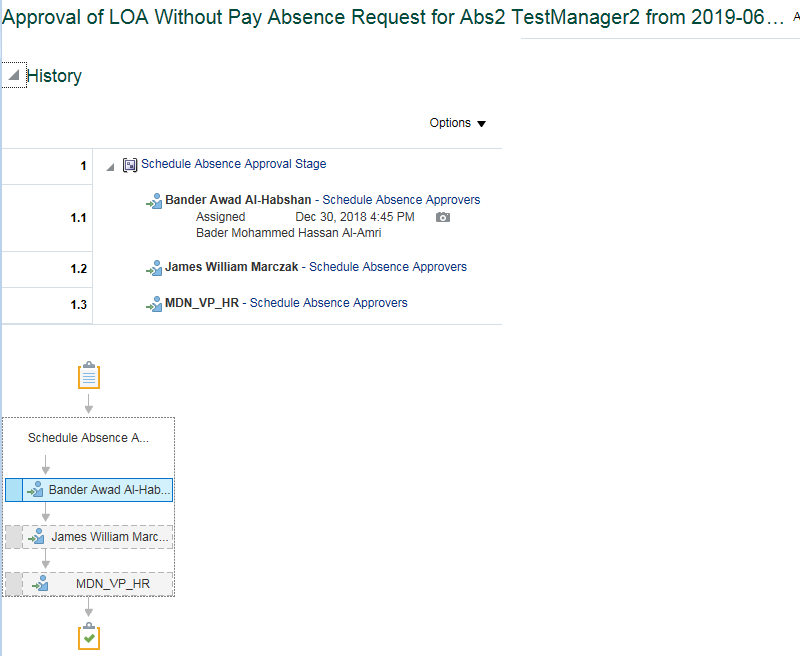 Approval of LOA Without Pay Absence Request for Abs2 TestManager2 from 2019-06... A
History
Options
1 Schedule Absence Approval Stage
1.1 Bander Awad Al-Habshan - Schedule Absence Approvers
Assigned Dec 30, 2018 4:45 PM
Bader Mohammed Hassan Al-Amri
1.2 James William Marczak - Schedule Absence Approvers
1.3 MDN_VP_HR - Schedule Absence Approvers
Schedule Absence A...
Bander Awad Al-Hab...
James William Marc...
MDN_VP_HR